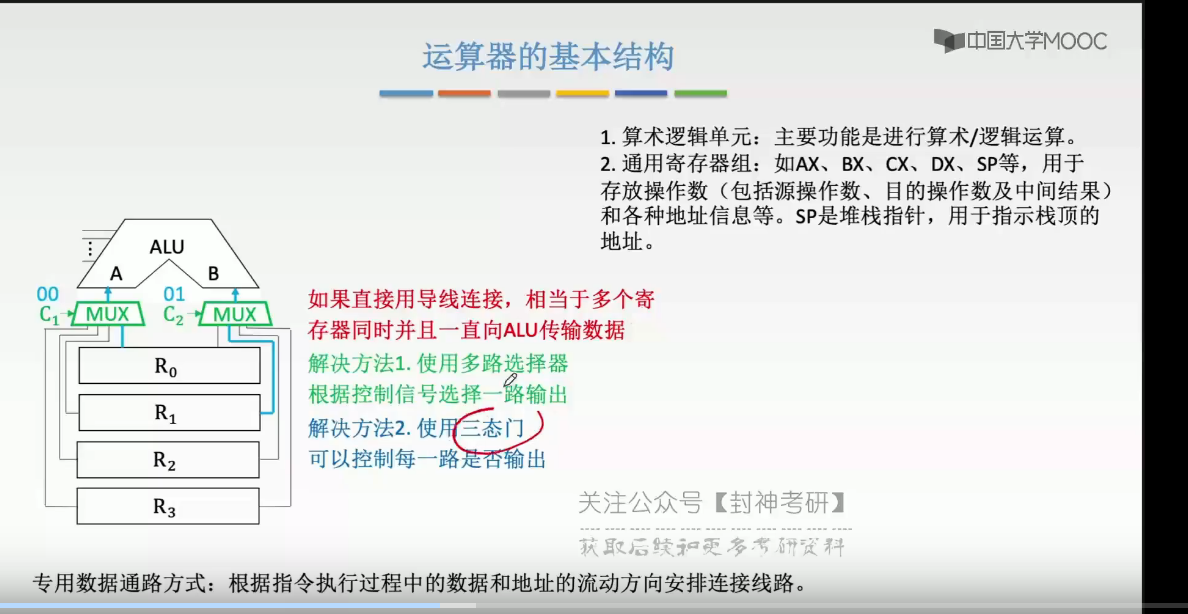 中国大学MOOC
运算器的基本结构
1. 算术逻辑单元：主要功能是进行算术/逻辑运算。
2. 通用寄存器组：如AX、BX、CX、DX、SP等，用于
存放操作数（包括源操作数、目的操作数及中间结果）
和各种地址信息等。SP是堆栈指针，用于指示栈顶的
地址。
ALU
A B
00 01
C₁ MUX C₂ MUX
R₀
R₁
R₂
R₃
如果直接用导线连接，相当于多个寄
存器同时并且一直向ALU传输数据
解决方法1. 使用多路选择器
根据控制信号选择一路输出
解决方法2. 使用三态门
可以控制每一路是否输出
关注公众号【封神考研】
获取后续和更多考研资料
专用数据通路方式：根据指令执行过程中的数据和地址的流动方向安排连接线路。